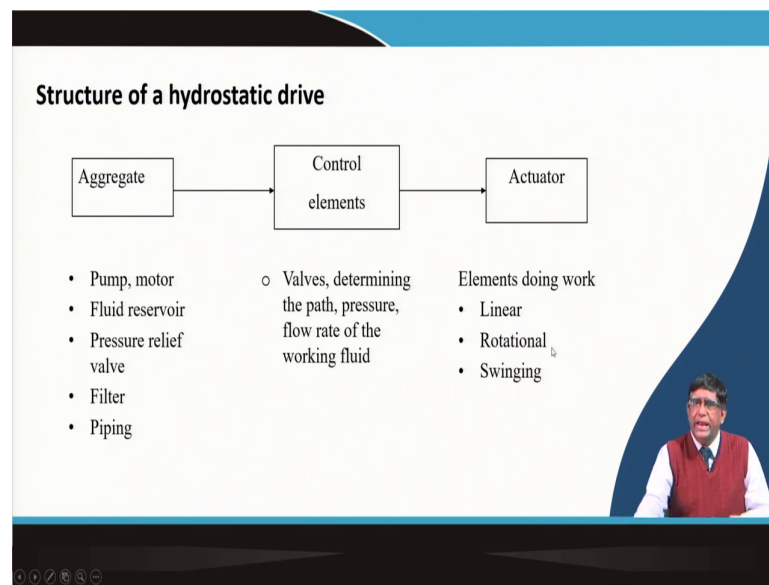 Structure of a hydrostatic drive
Aggregate
Control
elements
Actuator
• Pump, motor
• Fluid reservoir
• Pressure relief
valve
• Filter
• Piping
o Valves, determining
the path, pressure,
flow rate of the
working fluid
Elements doing work
• Linear
• Rotational
• Swinging